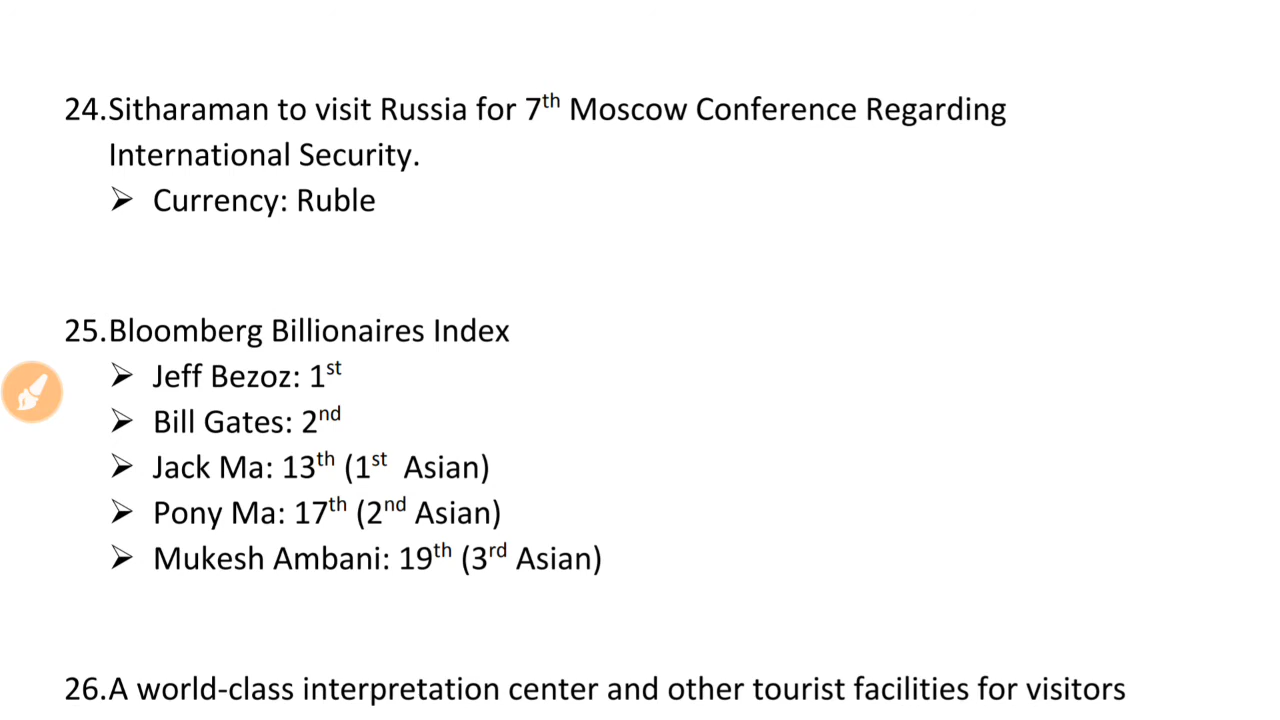 24.Sitharaman to visit Russia for 7th Moscow Conference Regarding
International Security.
➢ Currency: Ruble
25.Bloomberg Billionaires Index
➢ Jeff Bezoz: 1st
➢ Bill Gates: 2nd
➢ Jack Ma: 13th (1st Asian)
➢ Pony Ma: 17th (2nd Asian)
➢ Mukesh Ambani: 19th (3rd Asian)
26.A world-class interpretation center and other tourist facilities for visitors